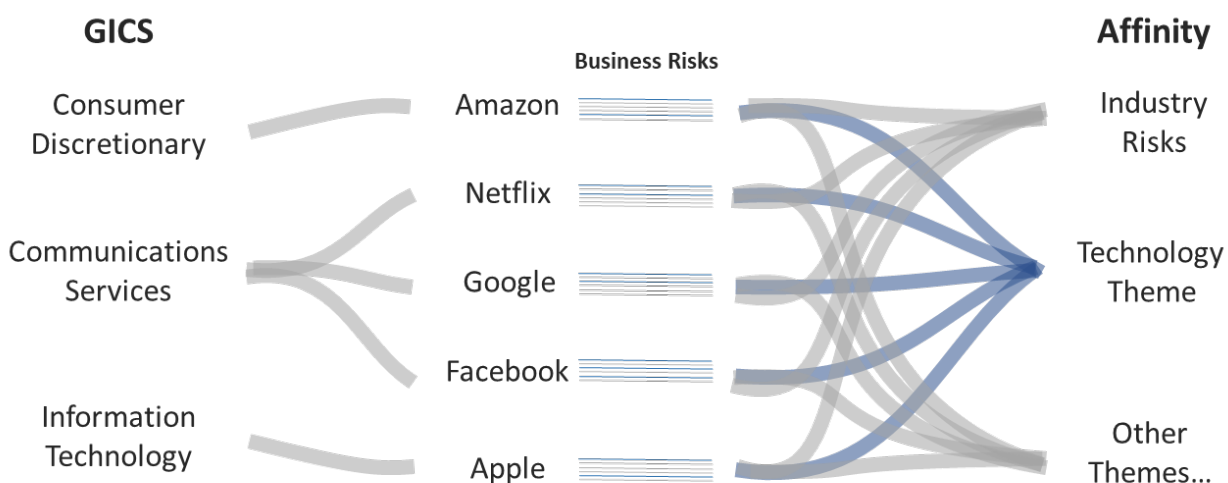 GICS
Affinity
Business Risks
Consumer
Discretionary
Amazon
Industry
Risks
Netflix
Communications
Services
Google
Technology
Theme
Facebook
Information
Technology
Apple
Other
Themes...